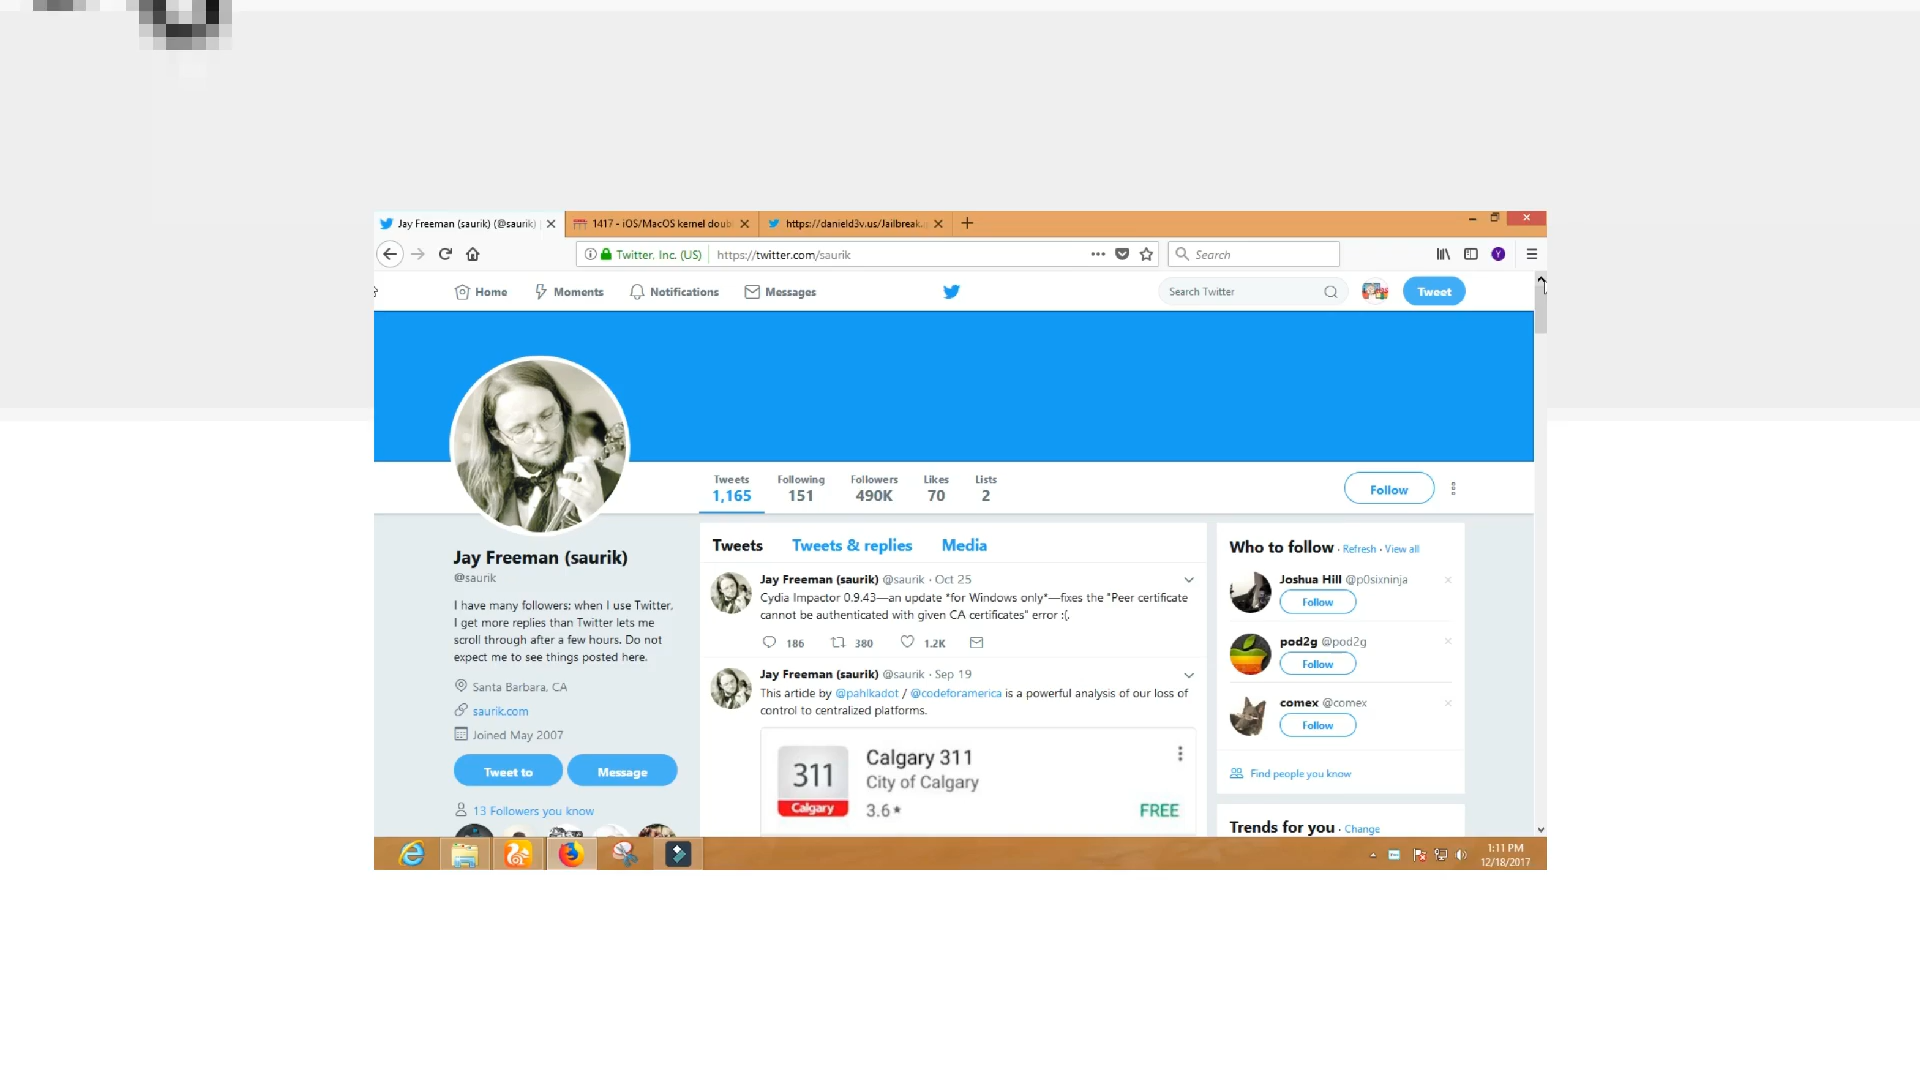 Jay Freeman (saurik) (@saurik)
1417 - iOS/MacOS kernel doub
https://danield3v.us/Jailbreak.
Twitter, Inc. (US)
https://twitter.com/saurik
Search
Home
Moments
Notifications
Messages
Search Twitter
Tweet
Tweets
1,165
Following
151
Followers
490K
Likes
70
Lists
2
Follow
Jay Freeman (saurik)
@saurik
I have many followers; when I use Twitter,
I get more replies than Twitter lets me
scroll through after a few hours. Do not
expect me to see things posted here.
Santa Barbara, CA
saurik.com
Joined May 2007
Tweet to
Message
13 Followers you know
Tweets
Tweets & replies
Media
Jay Freeman (saurik) @saurik · Oct 25
Cydia Impactor 0.9.43—an update *for Windows only*—fixes the "Peer certificate
cannot be authenticated with given CA certificates" error :(.
186
380
1.2K
Jay Freeman (saurik) @saurik · Sep 19
This article by @pahlkadot / @codeforamerica is a powerful analysis of our loss of
control to centralized platforms.
311
Calgary
Calgary 311
City of Calgary
3.6★
FREE
Who to follow · Refresh · View all
Joshua Hill @p0sixninja
Follow
pod2g @pod2g
Follow
comex @comex
Follow
Find people you know
Trends for you · Change
1:11 PM
12/18/2017